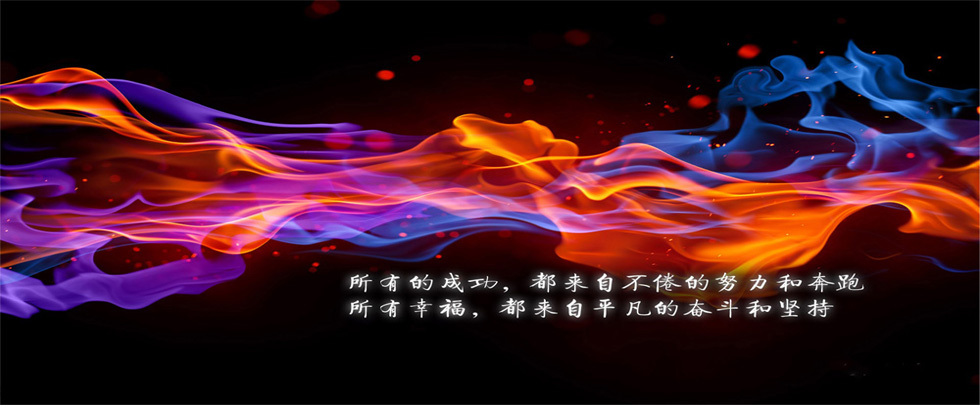 所有的成功，都来自不倦的努力和奔跑
所有幸福，都来自平凡的奋斗和坚持